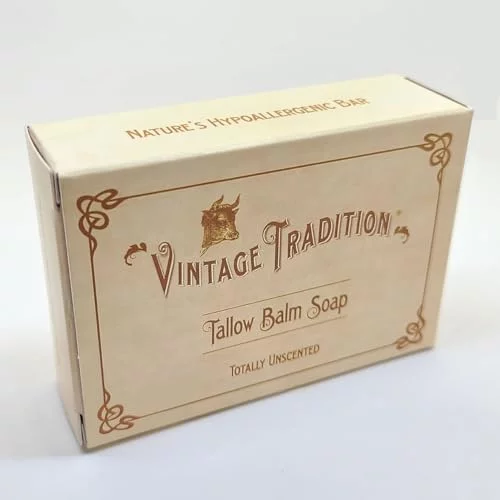 Nature's Hypoallergenic Bar
Vintage Tradition®
Tallow Balm Soap
Totally Unscented